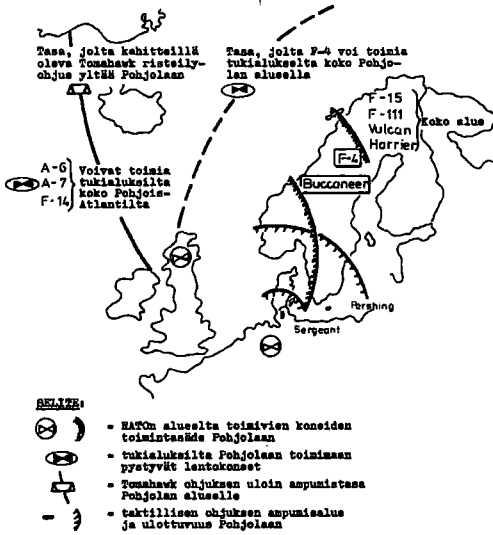 Tasa, jolta kehitteillä
oleva Tomahawk risteily-
ohjus yltää Pohjolaan
Tasa, jolta F-4 voi toimia
tukialukselta koko Pohjo-
lan alueella
F-15
F-111
Vulcan
Harrier
Koko alue
F-4
Buccaneer
A-6
A-7
F-14
Voivat toimia
tukialuksilta
koko Pohjois-
Atlantilta
Pershing
Sergeant
SELITE:
= NATOn alueelta toimivien koneiden
toimintasäde Pohjolaan
= tukialuksilta Pohjolaan toimimaan
pystyvät lentokoneet
= Tomahawk ohjuksen uloin ampumistasa
Pohjolan alueelle
= taktillisen ohjuksen ampumisalue
ja ulottuvuus Pohjolaan